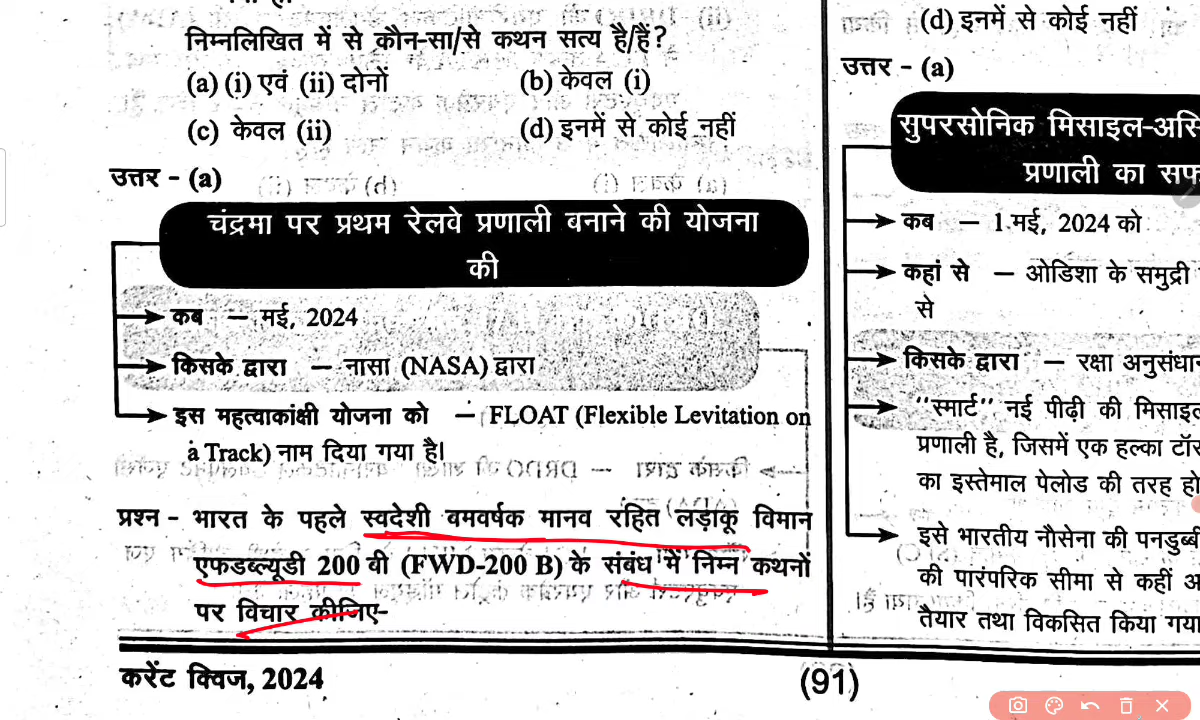 निम्नलिखित में से कौन-सा/से कथन सत्य है/हैं?
(a) (i) एवं (ii) दोनों (b) केवल (i)
(c) केवल (ii) (d) इनमें से कोई नहीं
उत्तर - (a)
चंद्रमा पर प्रथम रेलवे प्रणाली बनाने की योजना
की
कब — मई, 2024
किसके द्वारा — नासा (NASA) द्वारा
इस महत्वाकांक्षी योजना को — FLOAT (Flexible Levitation on
a Track) नाम दिया गया है।
प्रश्न - भारत के पहले स्वदेशी बमवर्षक मानव रहित लड़ाकू विमान
एफडब्ल्यूडी 200 बी (FWD-200 B) के संबंध में निम्न कथनों
पर विचार कीजिए-
करेंट क्विज, 2024
(91)
(d) इनमें से कोई नहीं
उत्तर - (a)
सुपरसोनिक मिसाइल-असि
प्रणाली का सफ
कब — 1 मई, 2024 को
कहां से — ओडिशा के समुद्री
से
किसके द्वारा — रक्षा अनुसंधान
"स्मार्ट" नई पीढ़ी की मिसाइल
प्रणाली है, जिसमें एक हल्का टॉर
का इस्तेमाल पेलोड की तरह हो
इसे भारतीय नौसेना की पनडुब्बी
की पारंपरिक सीमा से कहीं अ
तैयार तथा विकसित किया गया